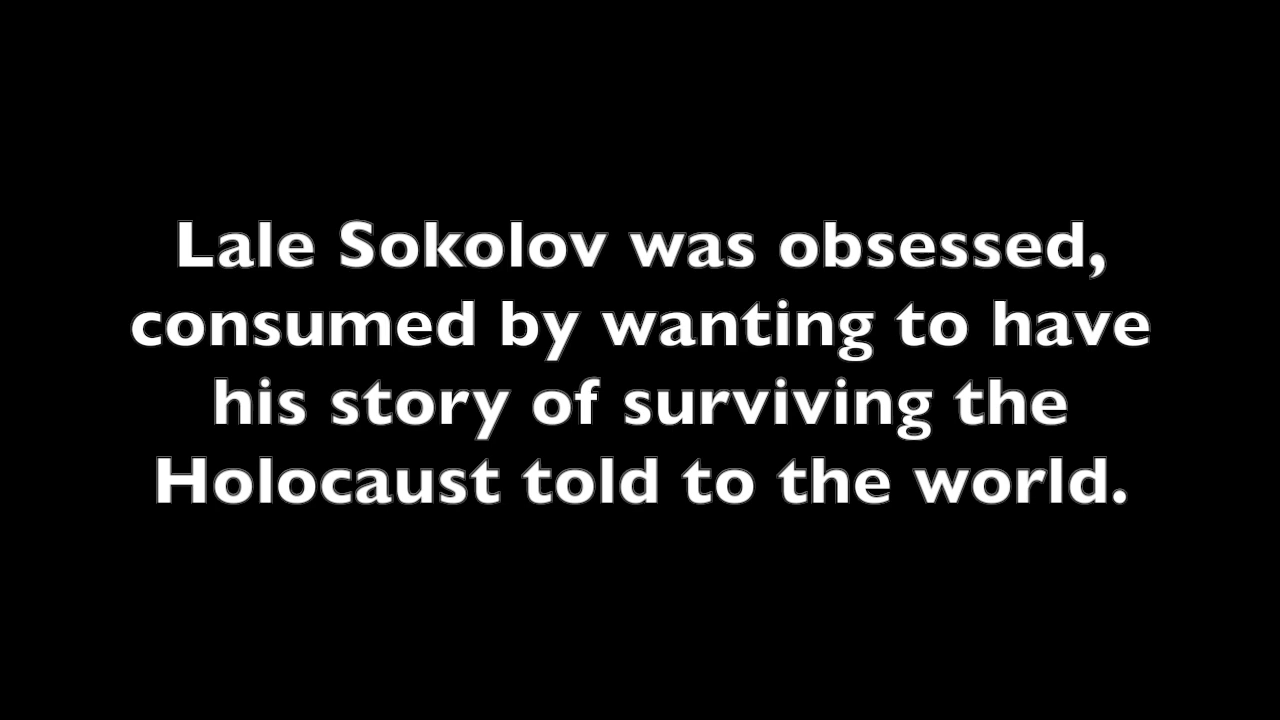 Lale Sokolov was obsessed,
consumed by wanting to have
his story of surviving the
Holocaust told to the world.